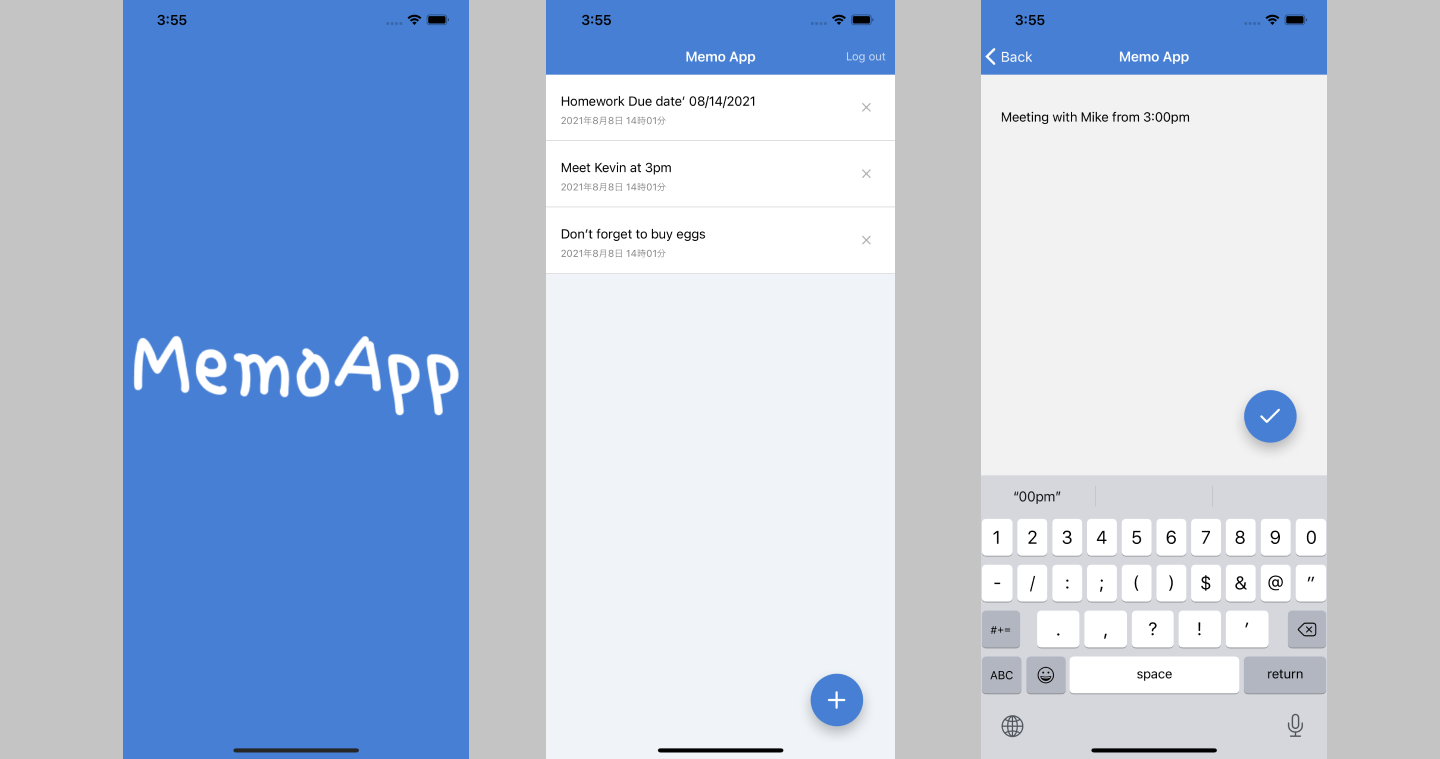 3:55
MemoApp
3:55
Memo App
Log out
Homework Due date’ 08/14/2021
2021年8月8日 14時01分
Meet Kevin at 3pm
2021年8月8日 14時01分
Don’t forget to buy eggs
2021年8月8日 14時01分
3:55
Back
Memo App
Meeting with Mike from 3:00pm
“00pm”
1 2 3 4 5 6 7 8 9 0
- / : ; ( ) $ & @ ”
#+= . , ? ! ’
ABC space return